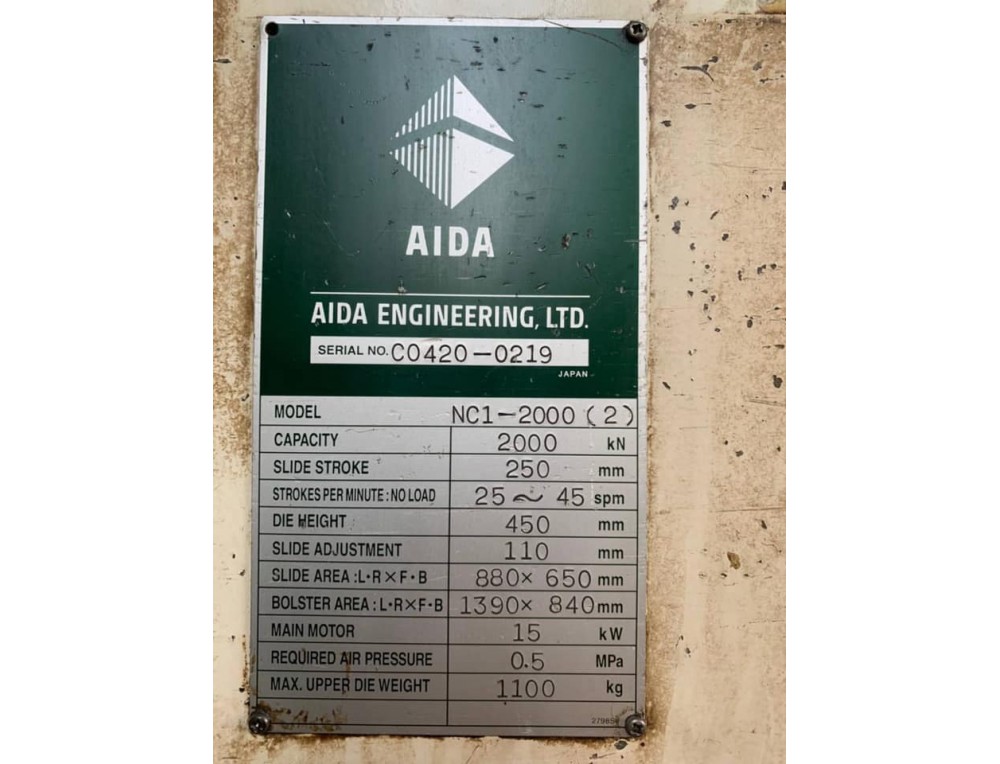 AIDA
AIDA ENGINEERING, LTD.
SERIAL NO. C0420-0219
JAPAN
MODEL NC1-2000 (2)
CAPACITY 2000 kN
SLIDE STROKE 250 mm
STROKES PER MINUTE : NO LOAD 25 ~ 45 spm
DIE HEIGHT 450 mm
SLIDE ADJUSTMENT 110 mm
SLIDE AREA : L・R × F・B 880× 650 mm
BOLSTER AREA : L・R×F・B 1390× 840 mm
MAIN MOTOR 15 kW
REQUIRED AIR PRESSURE 0.5 MPa
MAX. UPPER DIE WEIGHT 1100 kg